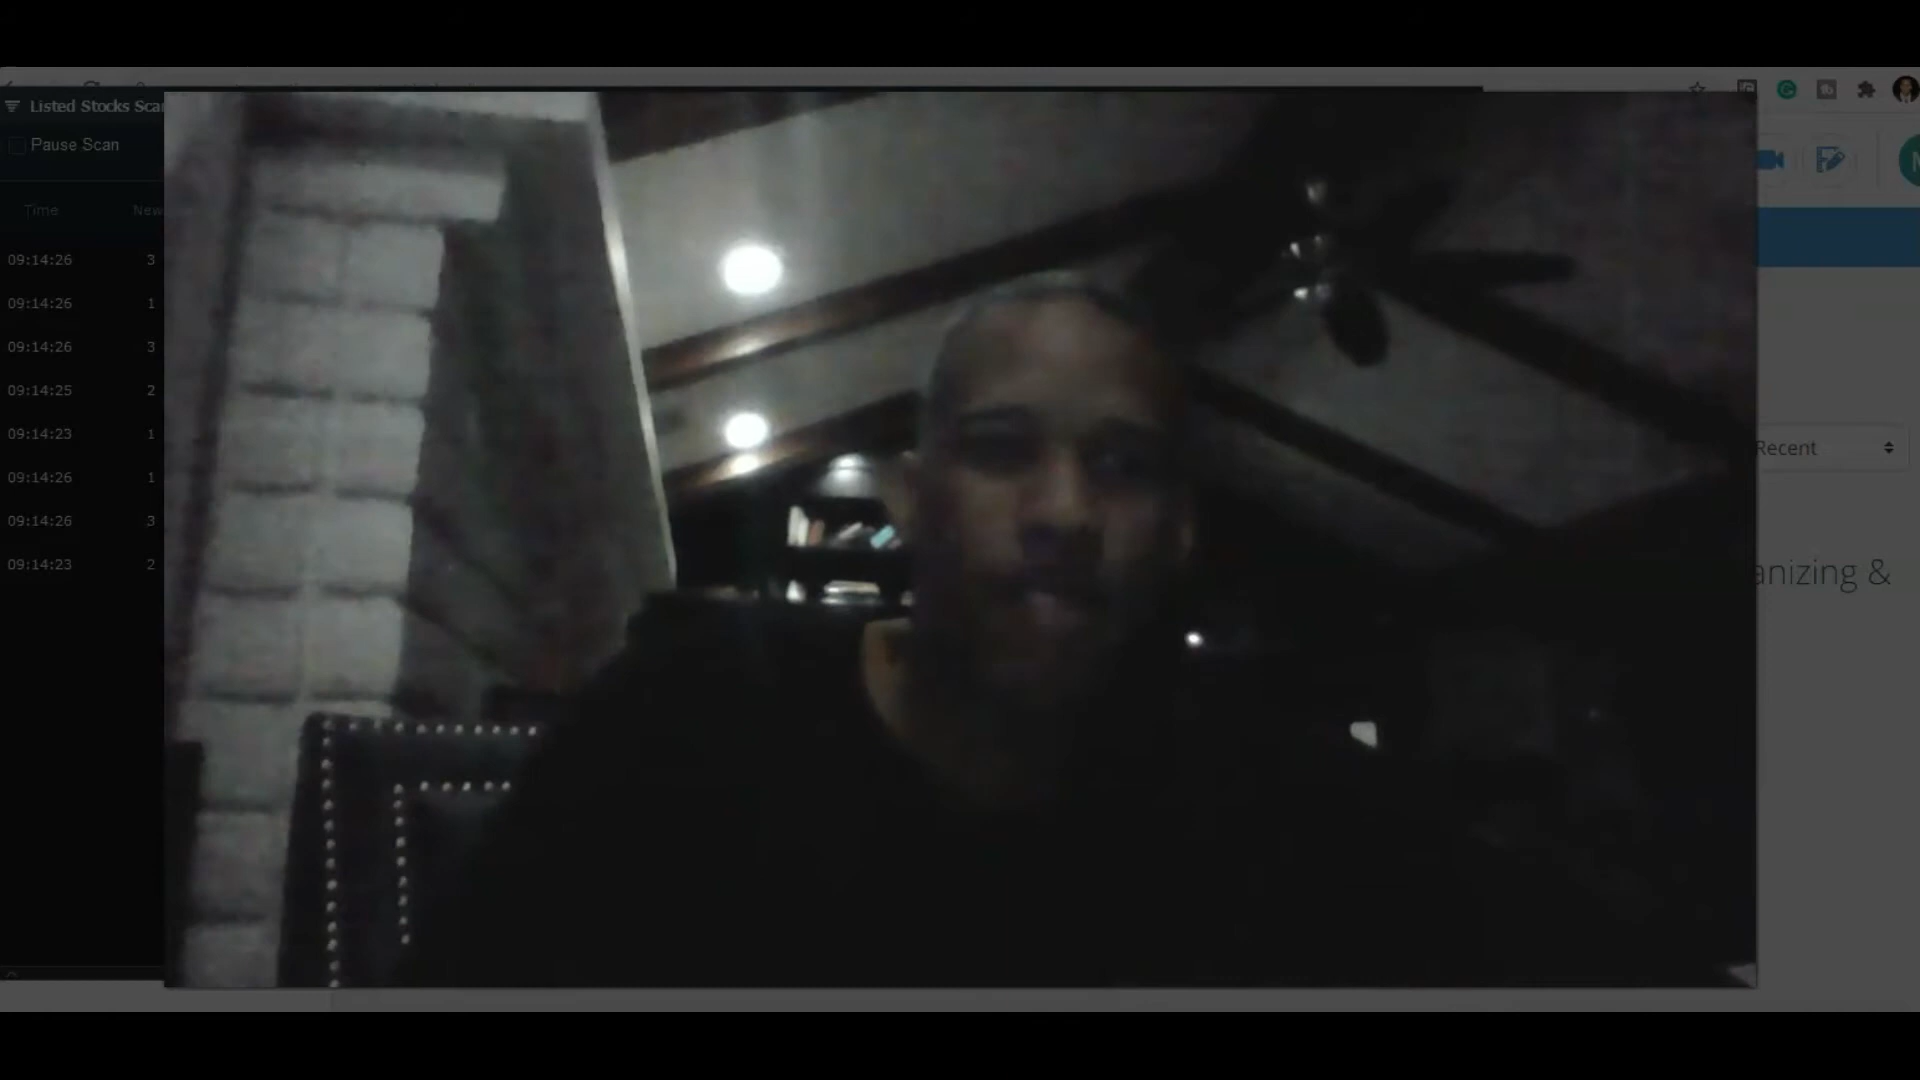 Listed Stocks Scan
Pause Scan
Time New
09:14:26 3
09:14:26 1
09:14:26 3
09:14:25 2
09:14:23 1
09:14:26 1
09:14:26 3
09:14:23 2
Recent
anizing &